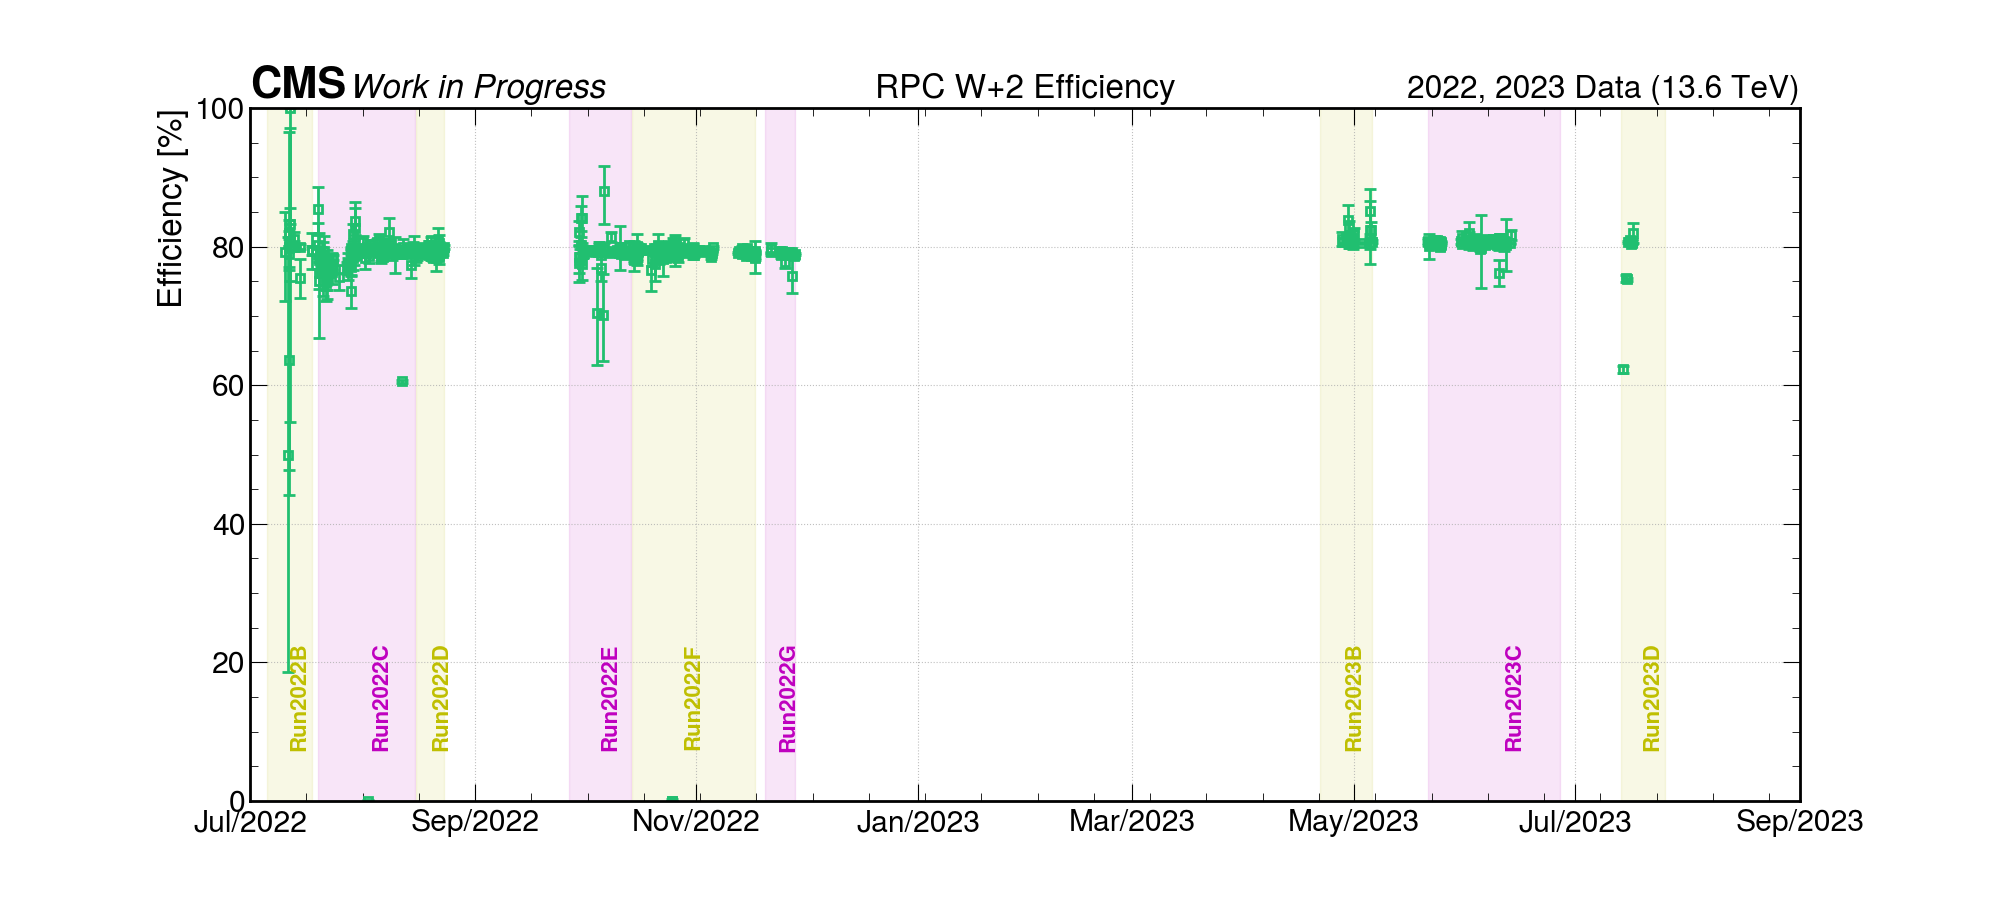 CMS Work in Progress RPC W+2 Efficiency 2022, 2023 Data (13.6 TeV)
Efficiency [%]
100
80
60
40
20
0
Run2022B Run2022C Run2022D Run2022E Run2022F Run2022G Run2023B Run2023C Run2023D
Jul/2022 Sep/2022 Nov/2022 Jan/2023 Mar/2023 May/2023 Jul/2023 Sep/2023